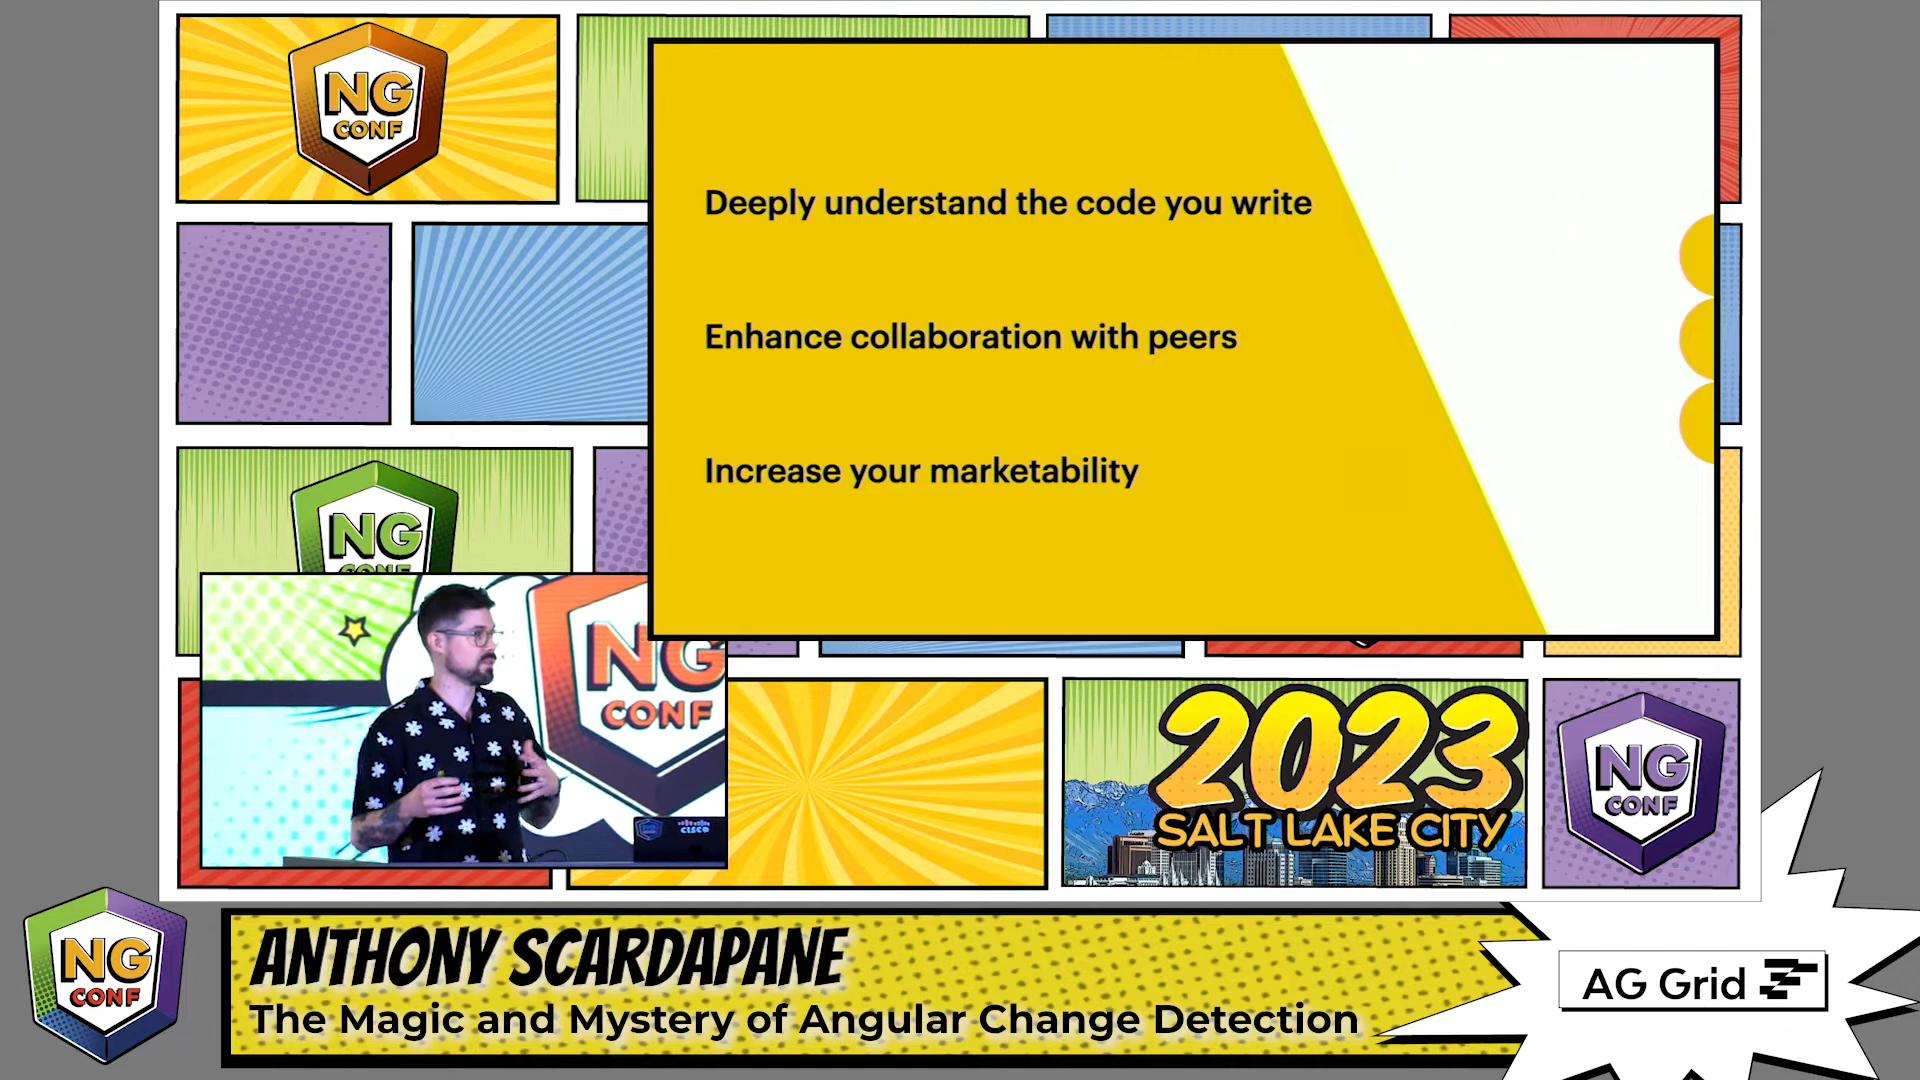 NG
CONF
Deeply understand the code you write
Enhance collaboration with peers
Increase your marketability
NG
CONF
NG
CONF
CISCO
2023
SALT LAKE CITY
NG
CONF
NG
CONF
ANTHONY SCARDAPANE
The Magic and Mystery of Angular Change Detection
AG Grid